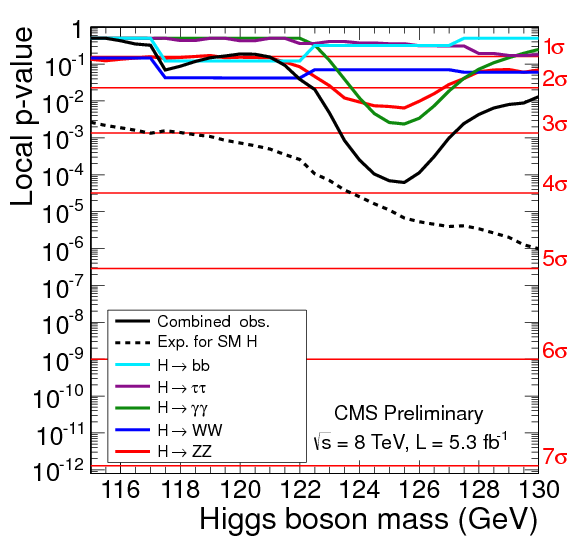 Local p-value
1
10⁻¹
10⁻²
10⁻³
10⁻⁴
10⁻⁵
10⁻⁶
10⁻⁷
10⁻⁸
10⁻⁹
10⁻¹⁰
10⁻¹¹
10⁻¹²
1σ
2σ
3σ
4σ
5σ
6σ
7σ
Combined obs.
Exp. for SM H
H → bb
H → ττ
H → γγ
H → WW
H → ZZ
CMS Preliminary
√s = 8 TeV, L = 5.3 fb⁻¹
116 118 120 122 124 126 128 130
Higgs boson mass (GeV)